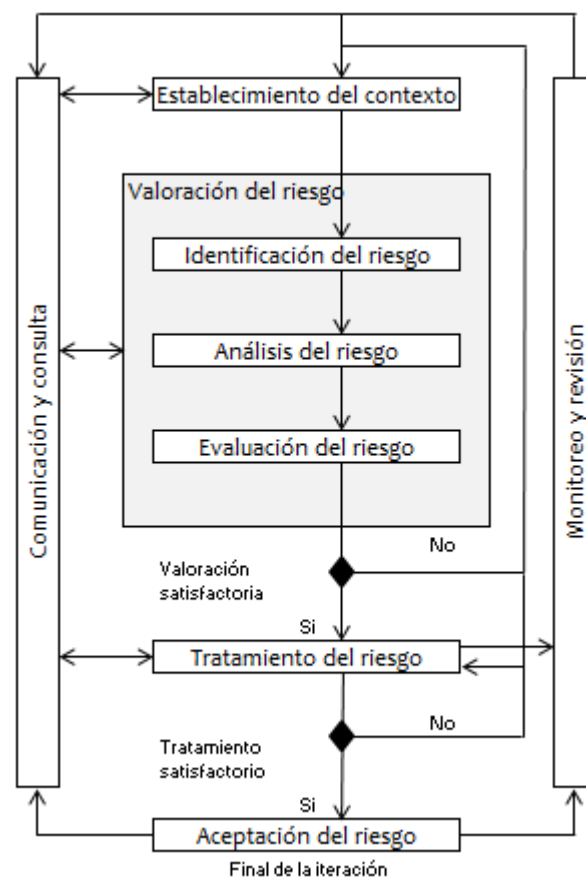 Establecimiento del contexto
Valoración del riesgo
Identificación del riesgo
Análisis del riesgo
Evaluación del riesgo
Comunicación y consulta
Monitoreo y revisión
No
Valoración
satisfactoria
Si
Tratamiento del riesgo
No
Tratamiento
satisfactorio
Si
Aceptación del riesgo
Final de la iteración